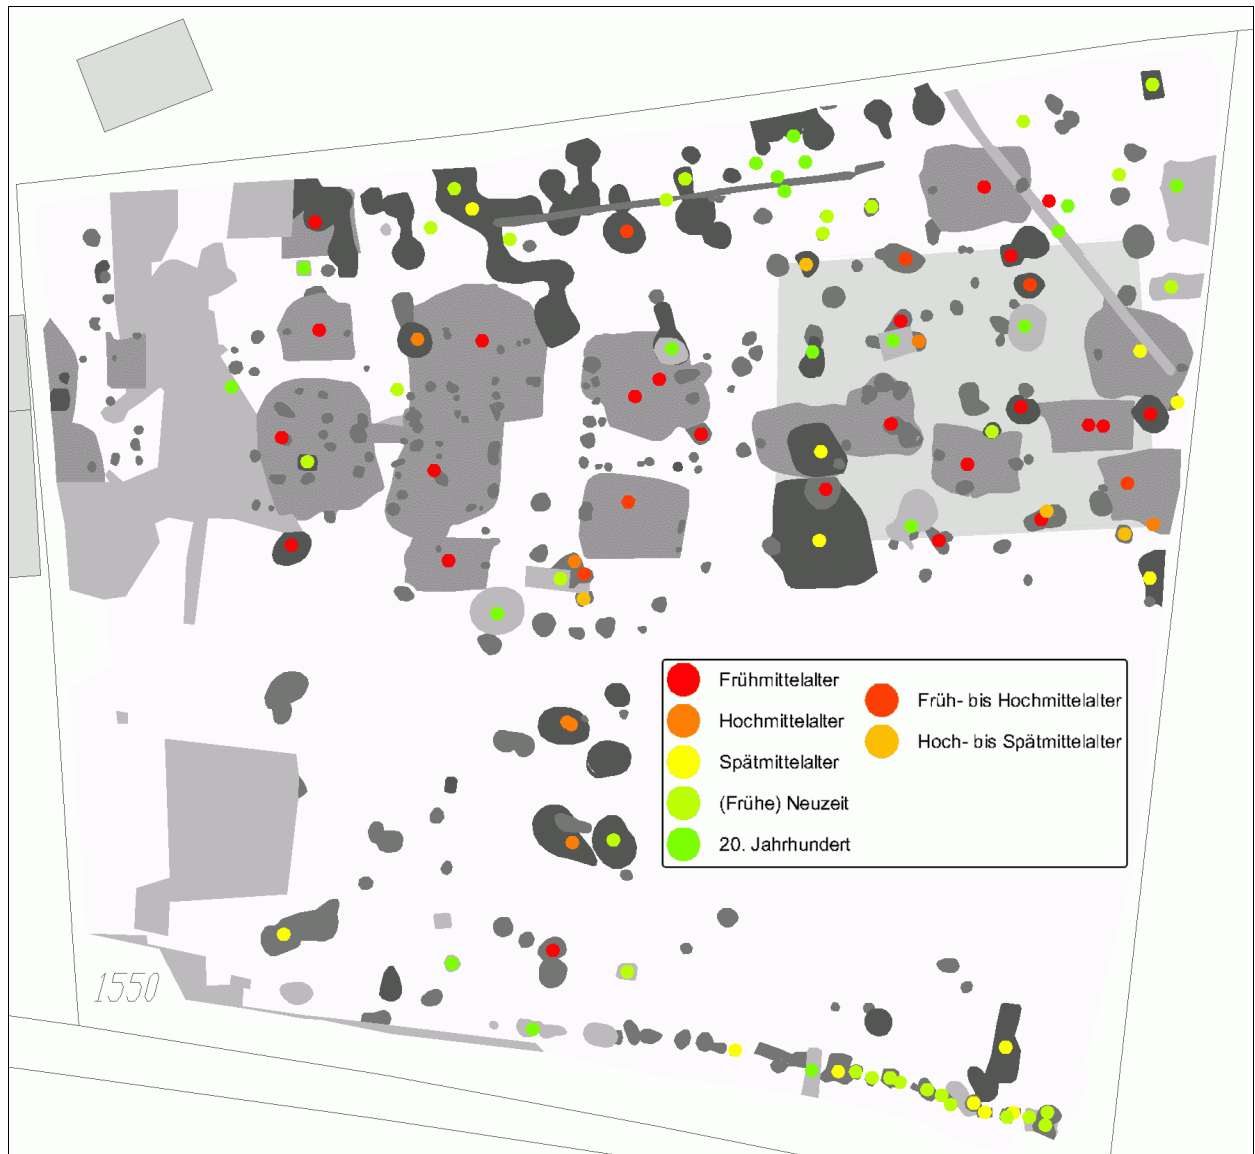 Frühmittelalter
Hochmittelalter
Spätmittelalter
(Frühe) Neuzeit
20. Jahrhundert
Früh- bis Hochmittelalter
Hoch- bis Spätmittelalter
1550